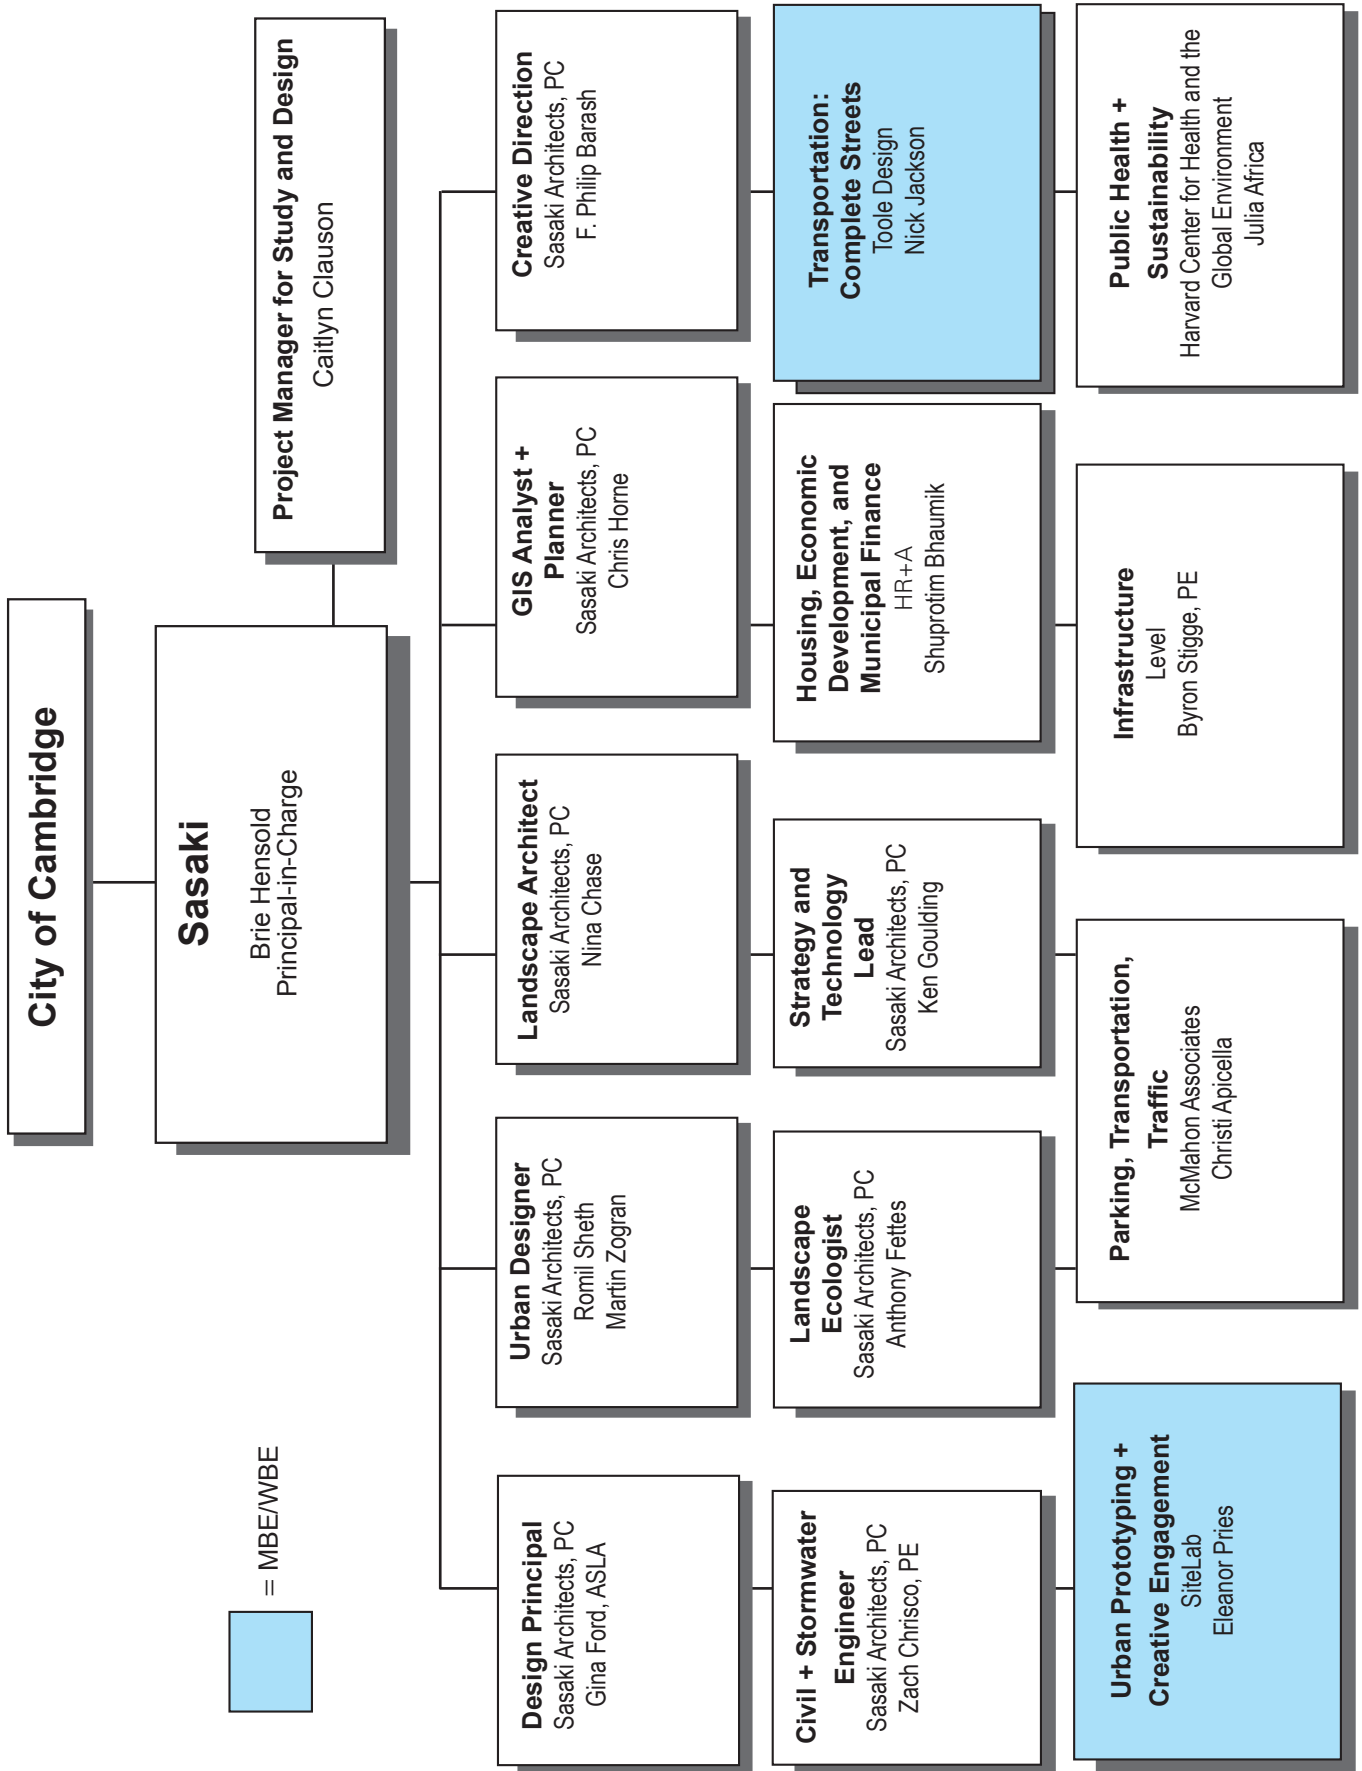 City of Cambridge
Sasaki
Brie Hensold
Principal-in-Charge
Project Manager for Study and Design
Caitlyn Clauson
= MBE/WBE
Design Principal
Sasaki Architects, PC
Gina Ford, ASLA
Urban Designer
Sasaki Architects, PC
Romil Sheth
Martin Zogran
Landscape Architect
Sasaki Architects, PC
Nina Chase
GIS Analyst +
Planner
Sasaki Architects, PC
Chris Horne
Creative Direction
Sasaki Architects, PC
F. Philip Barash
Civil + Stormwater
Engineer
Sasaki Architects, PC
Zach Chrisco, PE
Landscape
Ecologist
Sasaki Architects, PC
Anthony Fettes
Strategy and
Technology
Lead
Sasaki Architects, PC
Ken Goulding
Housing, Economic
Development, and
Municipal Finance
HR+A
Shuprotim Bhaumik
Transportation:
Complete Streets
Toole Design
Nick Jackson
Urban Prototyping +
Creative Engagement
SiteLab
Eleanor Pries
Parking, Transportation,
Traffic
McMahon Associates
Christi Apicella
Infrastructure
Level
Byron Stigge, PE
Public Health +
Sustainability
Harvard Center for Health and the
Global Environment
Julia Africa